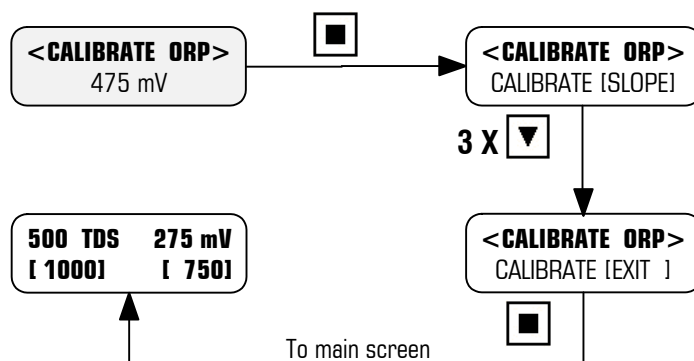 <CALIBRATE ORP>
475 mV
<CALIBRATE ORP>
CALIBRATE [SLOPE]
3 X
500 TDS 275 mV
[ 1000] [ 750]
<CALIBRATE ORP>
CALIBRATE [EXIT ]
To main screen